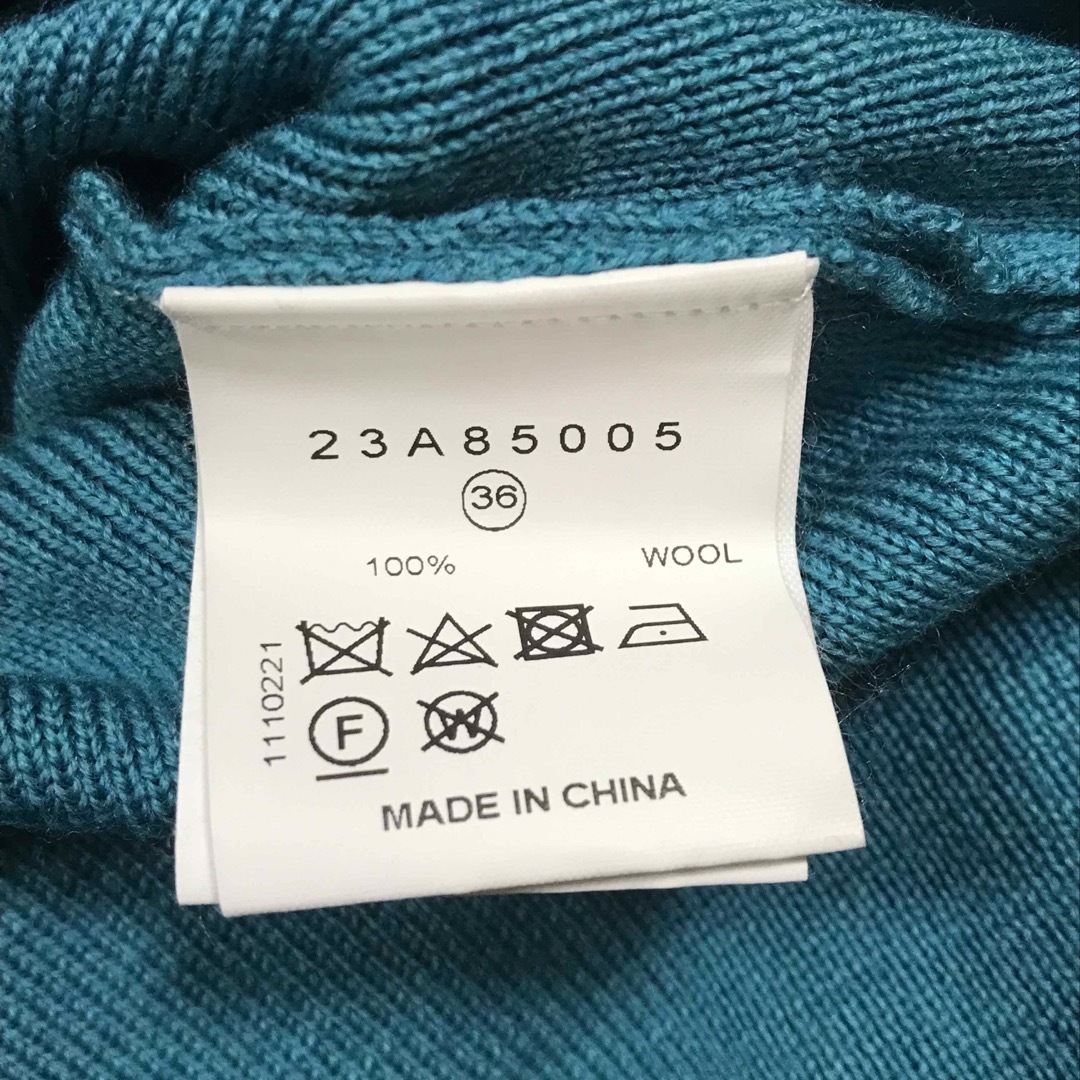 23A85005
36
100% WOOL
1110221
F
W
MADE IN CHINA